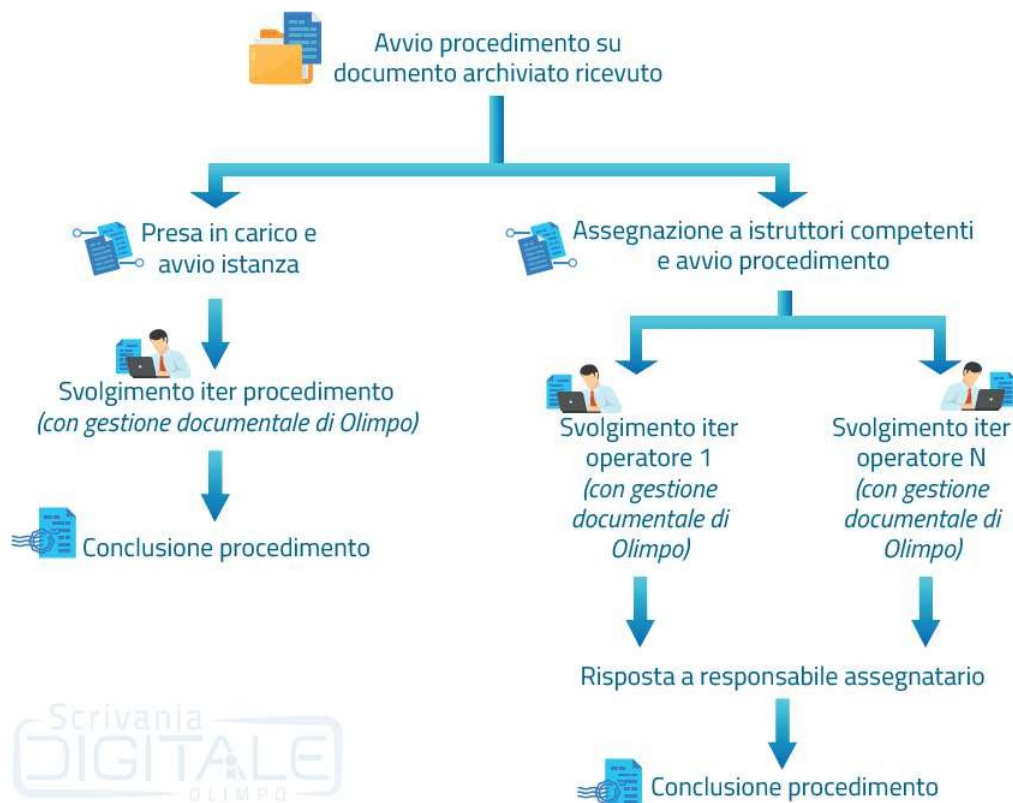 Avvio procedimento su
documento archiviato ricevuto
Presa in carico e
avvio istanza
Assegnazione a istruttori competenti
e avvio procedimento
Svolgimento iter procedimento
(con gestione documentale di Olimpo)
Svolgimento iter
operatore 1
(con gestione
documentale di
Olimpo)
Svolgimento iter
operatore N
(con gestione
documentale di
Olimpo)
Conclusione procedimento
Risposta a responsabile assegnatario
Conclusione procedimento
Scrivania
DIGITALE
OLIMPO